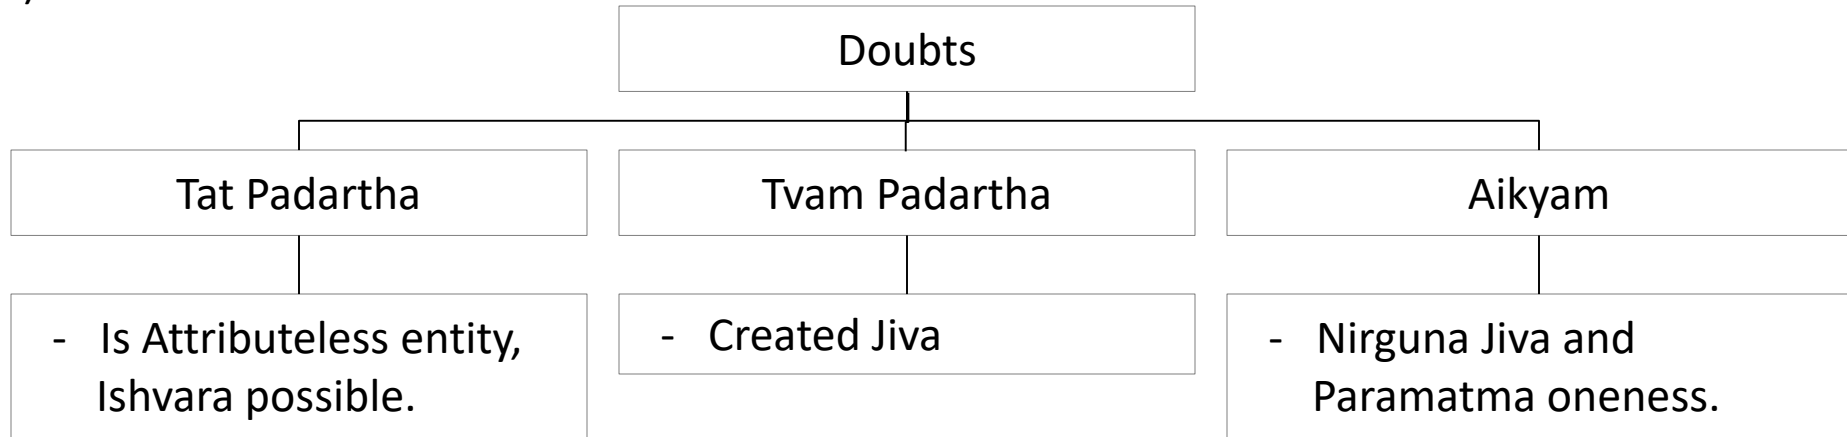 Doubts
Tat Padartha
Tvam Padartha
Aikyam
- Is Attributeless entity,
Ishvara possible.
- Created Jiva
- Nirguna Jiva and
Paramatma oneness.